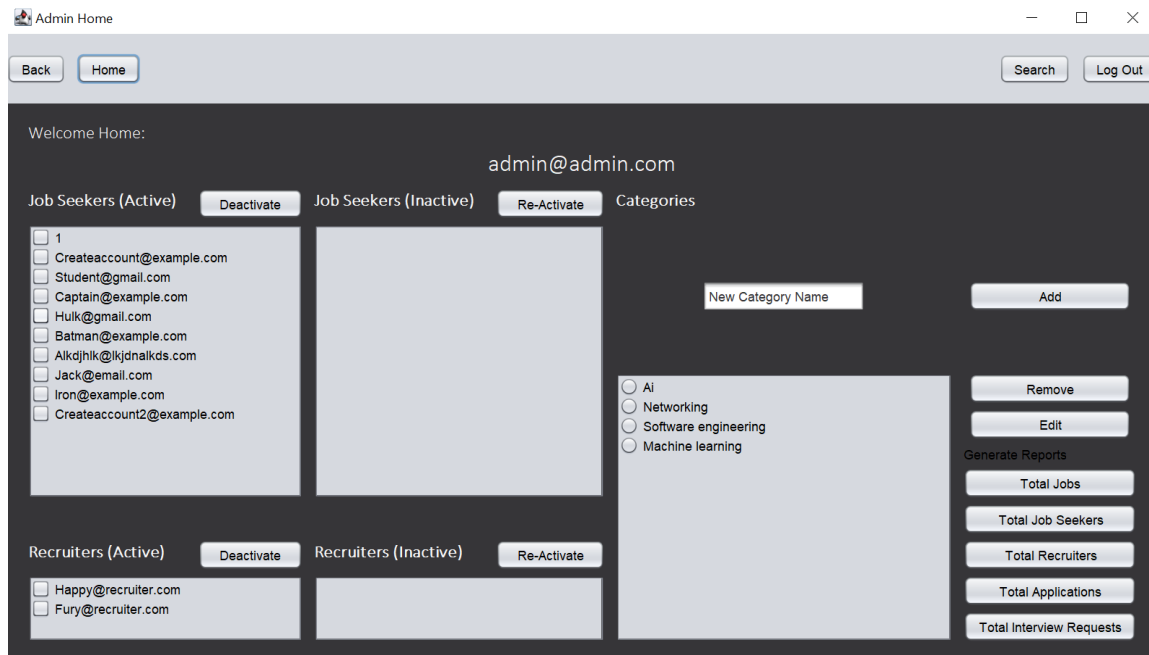 Admin Home
Back
Home
Search
Log Out
Welcome Home:
admin@admin.com
Job Seekers (Active)
Deactivate
Job Seekers (Inactive)
Re-Activate
Categories
1
Createaccount@example.com
Student@gmail.com
Captain@example.com
Hulk@gmail.com
Batman@example.com
Alkdjhlk@lkjdnalkds.com
Jack@email.com
Iron@example.com
Createaccount2@example.com
New Category Name
Add
Ai
Networking
Software engineering
Machine learning
Remove
Edit
Generate Reports
Total Jobs
Total Job Seekers
Total Recruiters
Total Applications
Total Interview Requests
Recruiters (Active)
Deactivate
Recruiters (Inactive)
Re-Activate
Happy@recruiter.com
Fury@recruiter.com